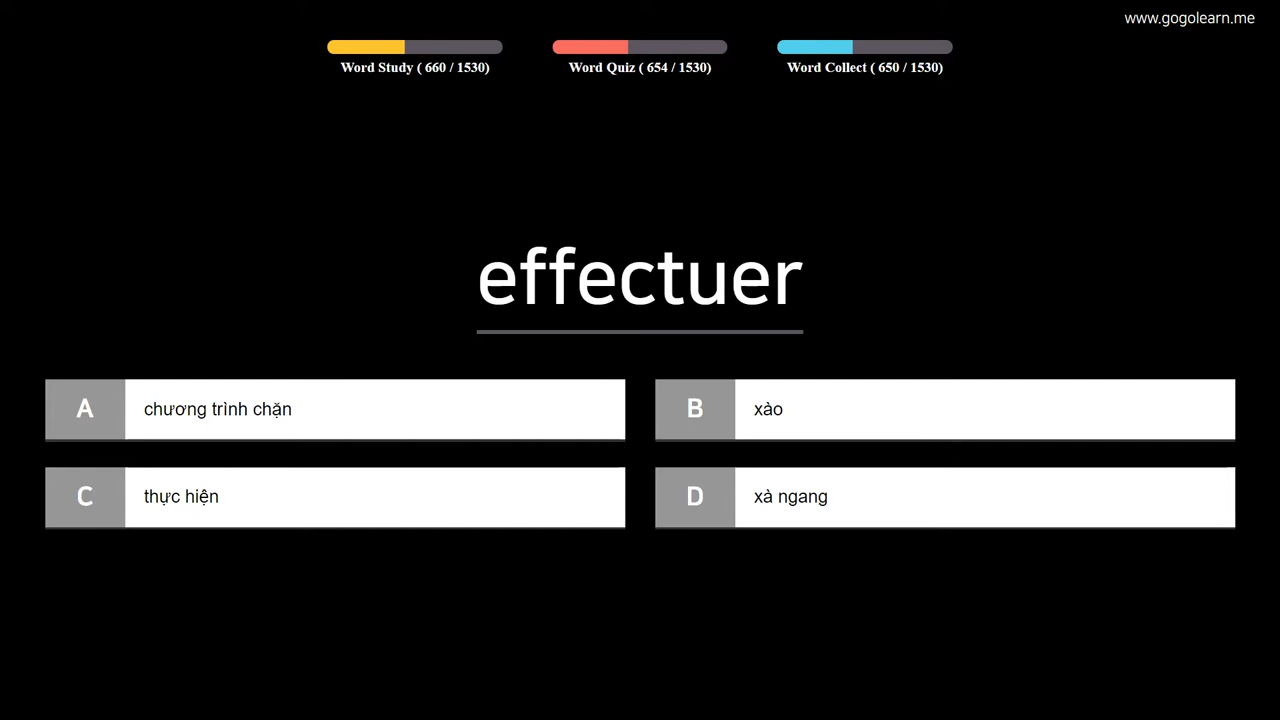 www.gogolearn.me
Word Study ( 660 / 1530)
Word Quiz ( 654 / 1530)
Word Collect ( 650 / 1530)
effectuer
A chương trình chặn
B xào
C thực hiện
D xà ngang